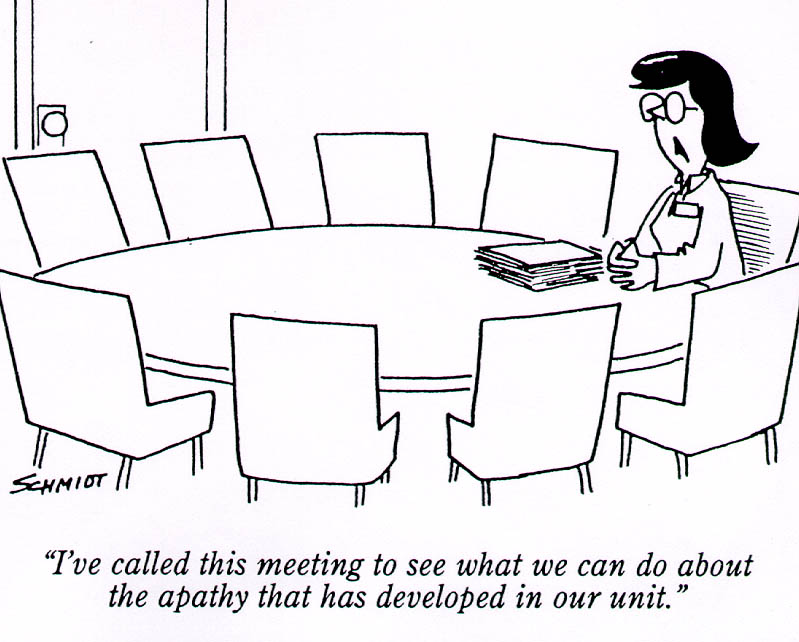 SCHMIDT
“I’ve called this meeting to see what we can do about
the apathy that has developed in our unit.”